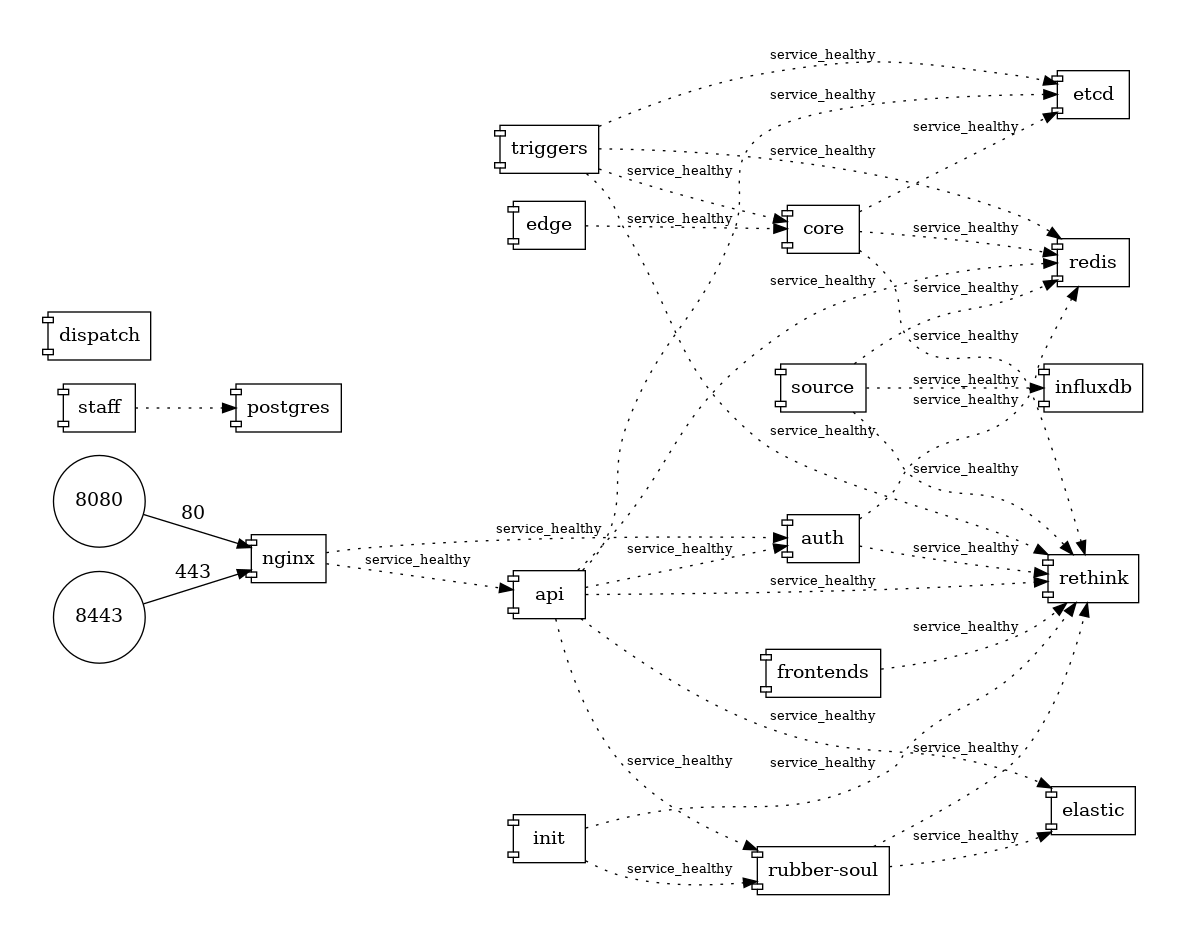 service_healthy
etcd
service_healthy
service_healthy
triggers
service_healthy
service_healthy
edge
service_healthy
core
service_healthy
redis
service_healthy
service_healthy
dispatch
service_healthy
source
service_healthy
influxdb
service_healthy
staff
postgres
service_healthy
service_healthy
8080
80
service_healthy
auth
service_healthy
service_healthy
nginx
service_healthy
443
rethink
service_healthy
api
8443
service_healthy
frontends
service_healthy
service_healthy
service_healthy
service_healthy
elastic
init
service_healthy
service_healthy
rubber-soul